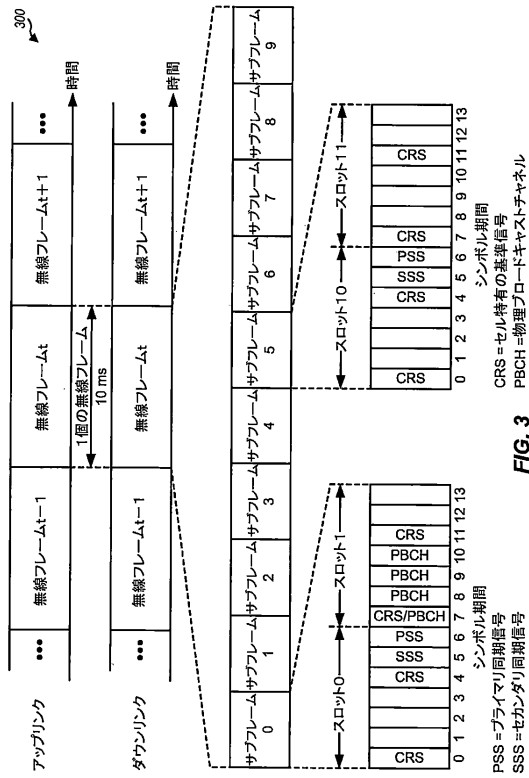 300
アップリンク
••• 無線フレームt−1 無線フレームt 無線フレームt+1 •••
時間
1個の無線フレーム
10 ms
ダウンリンク
••• 無線フレームt−1 無線フレームt 無線フレームt+1 •••
時間
サブフレーム サブフレーム サブフレーム サブフレーム サブフレーム サブフレーム サブフレーム サブフレーム サブフレーム サブフレーム
0 1 2 3 4 5 6 7 8 9
スロット0 スロット1
CRS CRS SSS PSS CRS/PBCH PBCH PBCH PBCH CRS
0 1 2 3 4 5 6 7 8 9 10 11 12 13
シンボル期間
スロット10 スロット11
CRS CRS SSS PSS CRS CRS
0 1 2 3 4 5 6 7 8 9 10 11 12 13
シンボル期間
PSS =プライマリ同期信号
SSS =セカンダリ同期信号
CRS =セル特有の基準信号
PBCH =物理ブロードキャストチャネル
FIG. 3